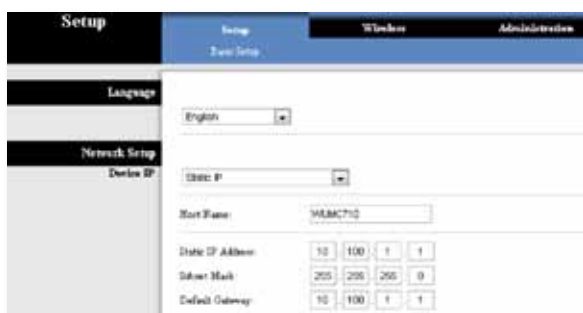 Setup
Setup Wireless Administration
Basic Setup
Language
English
Network Setup
Device IP
Static IP
Host Name: WUMC710
Static IP Address: 10 . 100 . 1 . 1
Subnet Mask: 255 . 255 . 255 . 0
Default Gateway: 10 . 100 . 1 . 1